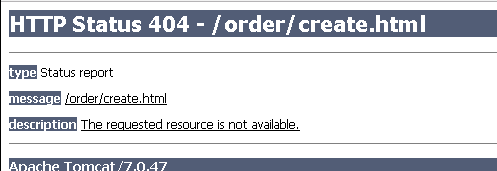 HTTP Status 404 - /order/create.html
type Status report
message /order/create.html
description The requested resource is not available.
Apache Tomcat/7.0.47